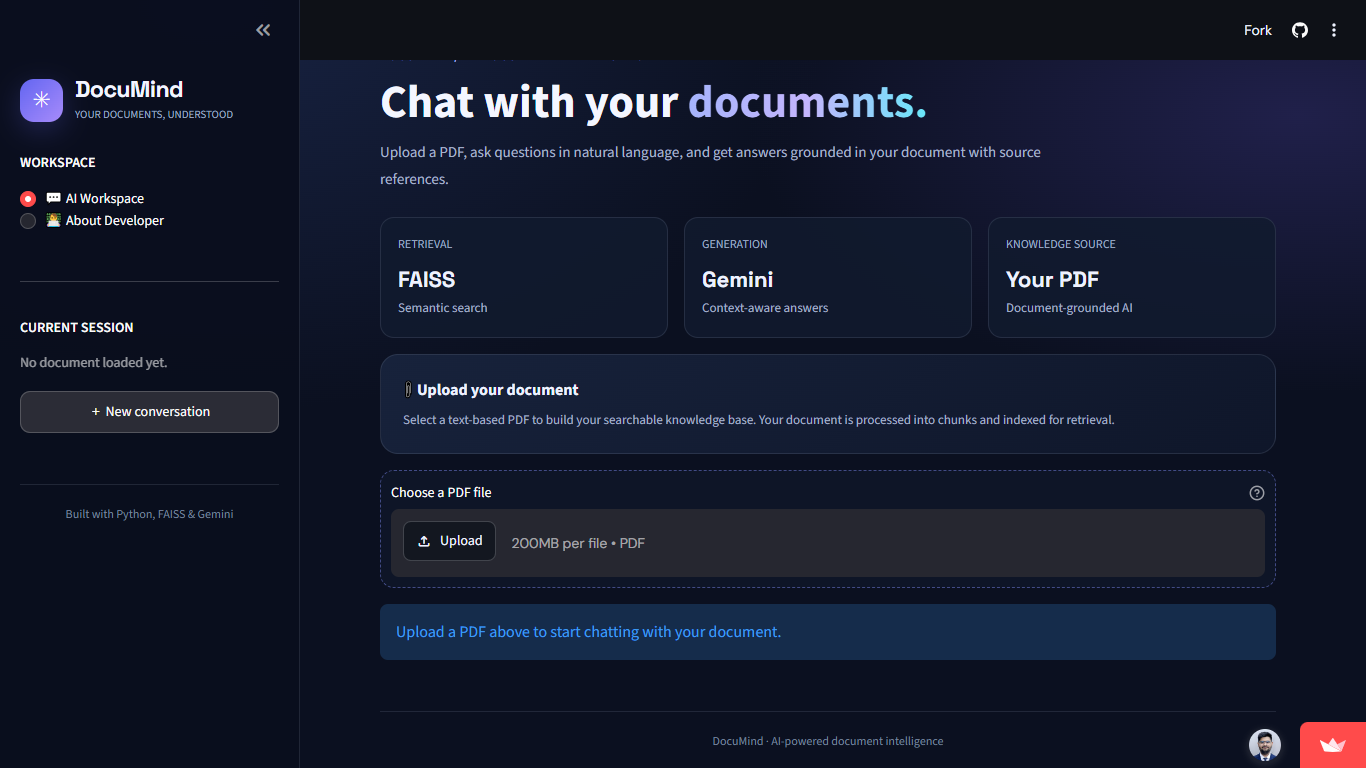 DocuMind
YOUR DOCUMENTS, UNDERSTOOD
WORKSPACE
AI Workspace
About Developer
CURRENT SESSION
No document loaded yet.
+ New conversation
Built with Python, FAISS & Gemini
Fork
Chat with your documents.
Upload a PDF, ask questions in natural language, and get answers grounded in your document with source
references.
RETRIEVAL
FAISS
Semantic search
GENERATION
Gemini
Context-aware answers
KNOWLEDGE SOURCE
Your PDF
Document-grounded AI
Upload your document
Select a text-based PDF to build your searchable knowledge base. Your document is processed into chunks and indexed for retrieval.
Choose a PDF file
Upload
200MB per file • PDF
Upload a PDF above to start chatting with your document.
DocuMind · AI-powered document intelligence